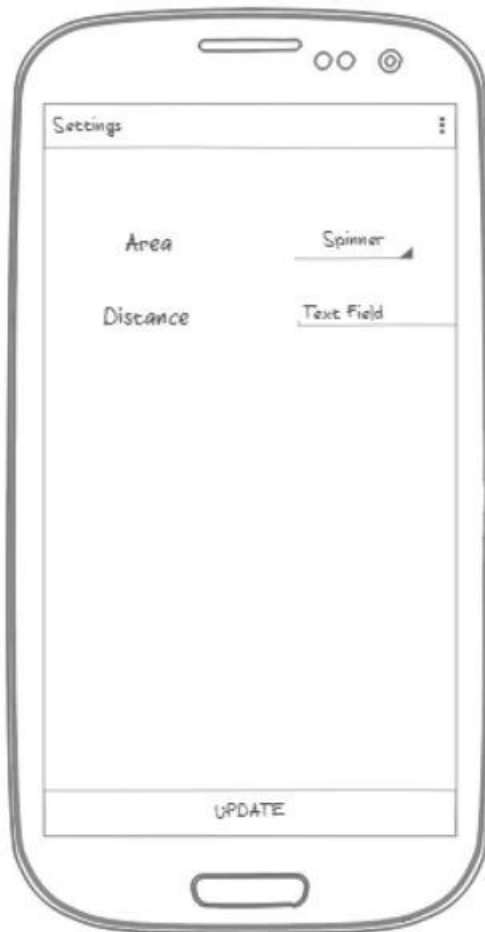 Settings
Area
Spinner
Distance
Text Field
UPDATE